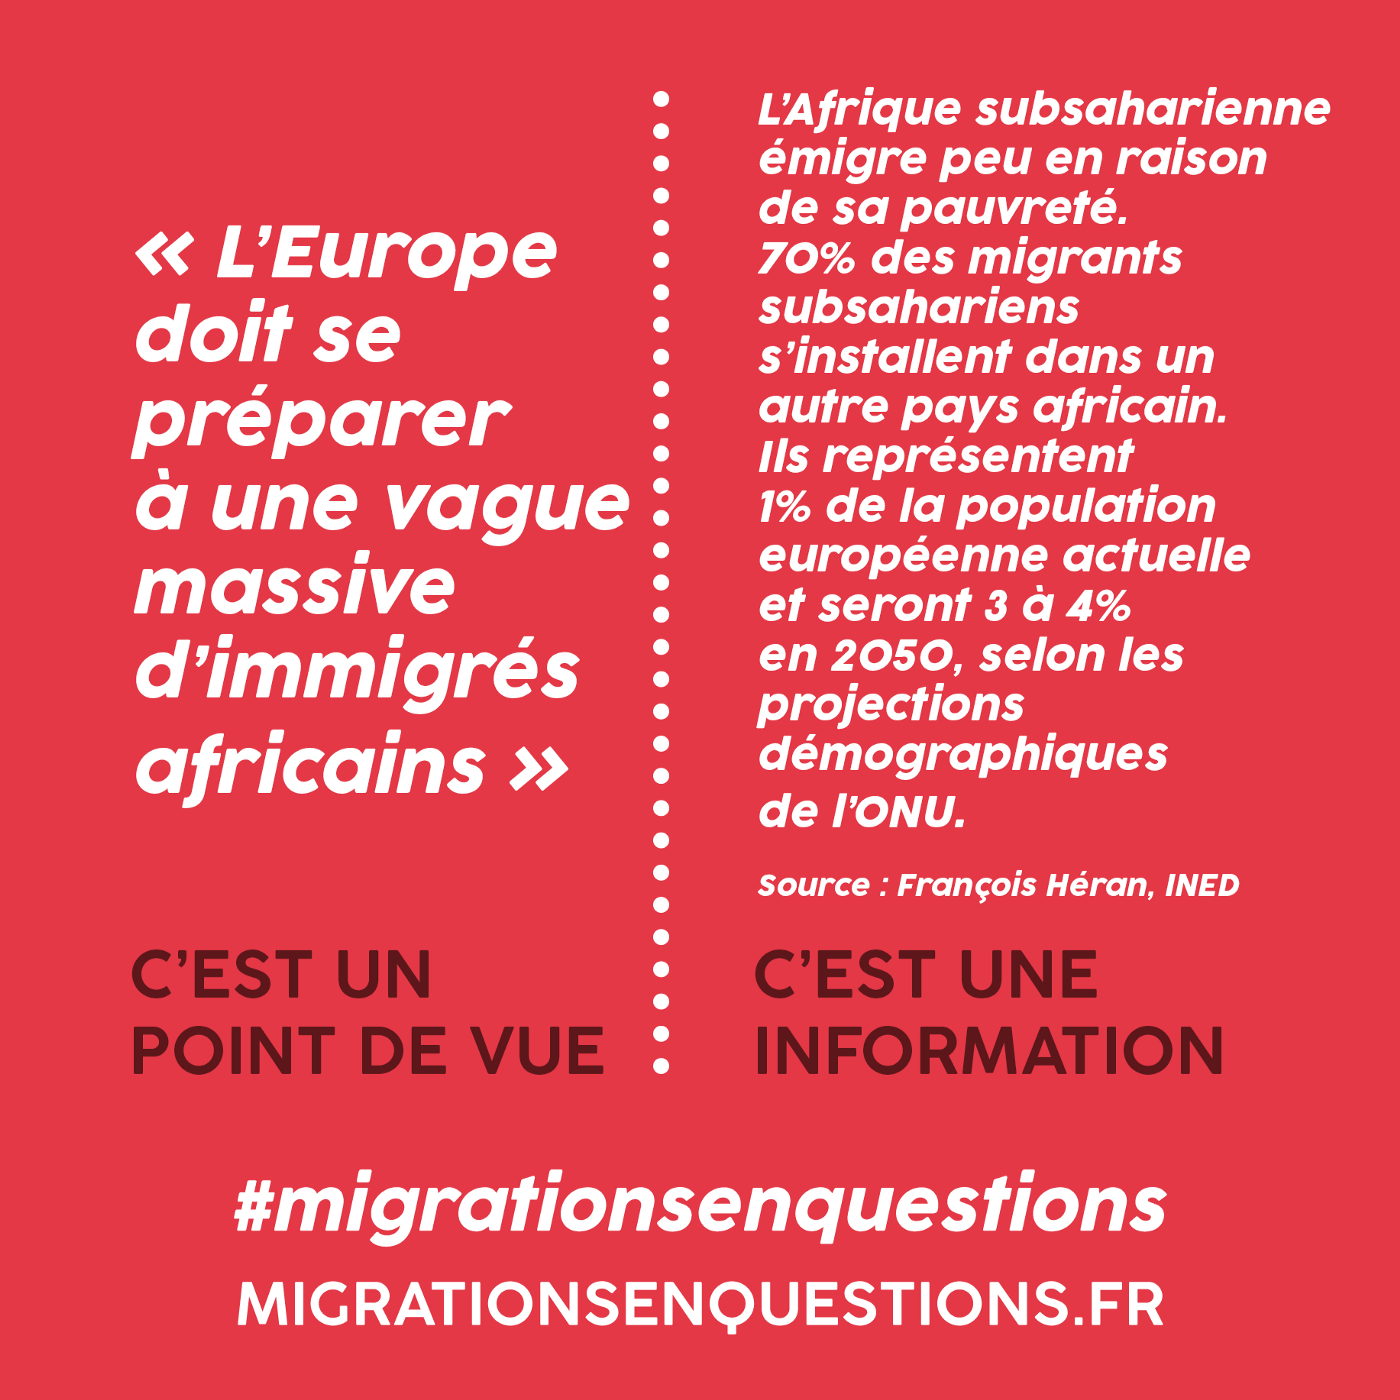 « L’Europe
doit se
préparer
à une vague
massive
d’immigrés
africains »
C’EST UN
POINT DE VUE
L’Afrique subsaharienne
émigre peu en raison
de sa pauvreté.
70% des migrants
subsahariens
s’installent dans un
autre pays africain.
Ils représentent
1% de la population
européenne actuelle
et seront 3 à 4%
en 2050, selon les
projections
démographiques
de l’ONU.
Source : François Héran, INED
C’EST UNE
INFORMATION
#migrationsenquestions
MIGRATIONSENQUESTIONS.FR